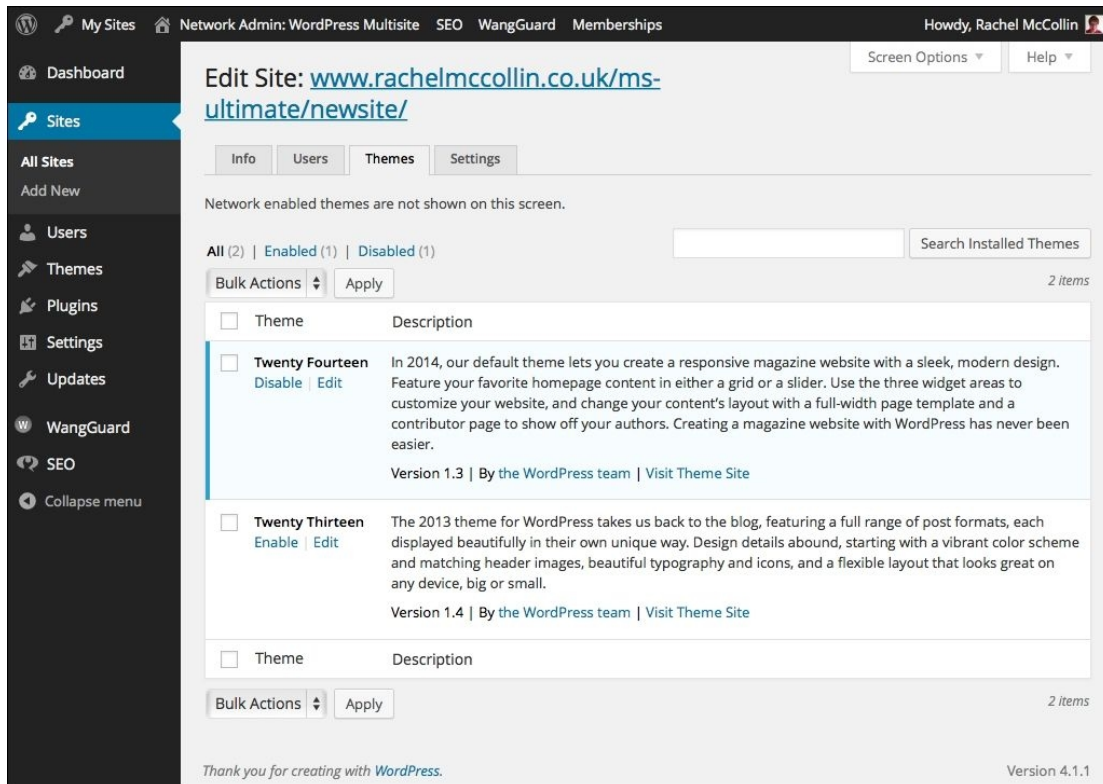 My Sites Network Admin: WordPress Multisite SEO WangGuard Memberships Howdy, Rachel McCollin
Screen Options Help
Dashboard
Sites
All Sites
Add New
Users
Themes
Plugins
Settings
Updates
WangGuard
SEO
Collapse menu
Edit Site: www.rachelmccollin.co.uk/ms-
ultimate/newsite/
Info Users Themes Settings
Network enabled themes are not shown on this screen.
All (2) | Enabled (1) | Disabled (1)
Search Installed Themes
Bulk Actions Apply
2 items
Theme Description
Twenty Fourteen
Disable | Edit
In 2014, our default theme lets you create a responsive magazine website with a sleek, modern design.
Feature your favorite homepage content in either a grid or a slider. Use the three widget areas to
customize your website, and change your content's layout with a full-width page template and a
contributor page to show off your authors. Creating a magazine website with WordPress has never been
easier.
Version 1.3 | By the WordPress team | Visit Theme Site
Twenty Thirteen
Enable | Edit
The 2013 theme for WordPress takes us back to the blog, featuring a full range of post formats, each
displayed beautifully in their own unique way. Design details abound, starting with a vibrant color scheme
and matching header images, beautiful typography and icons, and a flexible layout that looks great on
any device, big or small.
Version 1.4 | By the WordPress team | Visit Theme Site
Theme Description
Bulk Actions Apply
2 items
Thank you for creating with WordPress.
Version 4.1.1